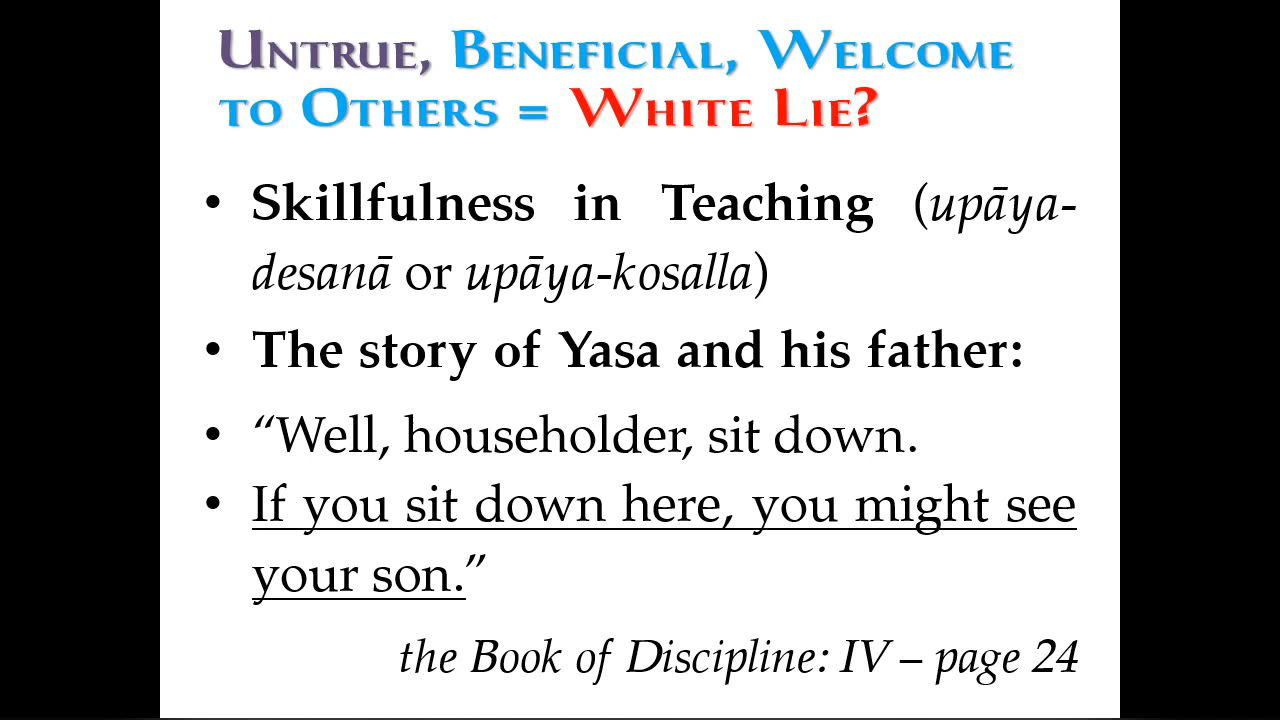 Untrue, Beneficial, Welcome
to Others = White Lie?
• Skillfulness in Teaching (upāya-
desanā or upāya-kosalla)
• The story of Yasa and his father:
• “Well, householder, sit down.
• If you sit down here, you might see
your son.”
the Book of Discipline: IV – page 24